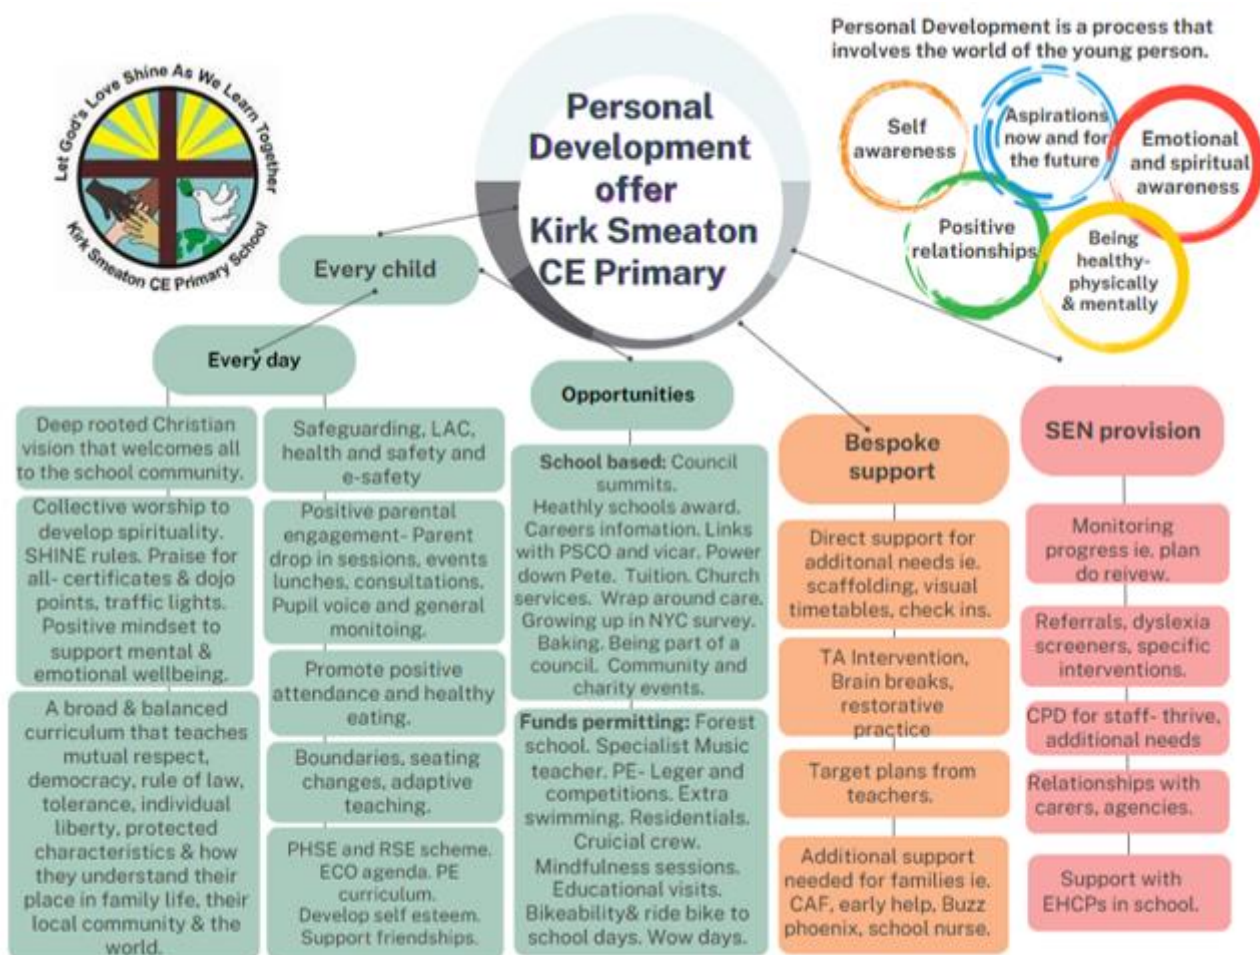 Let God's Love Shine As We Learn Together
Kirk Smeaton CE Primary School
Personal
Development
offer
Kirk Smeaton
CE Primary
Personal Development is a process that
involves the world of the young person.
Self
awareness
Aspirations
now and for
the future
Emotional
and spiritual
awareness
Positive
relationships
Being
healthy-
physically
& mentally
Every child
Every day
Deep rooted Christian
vision that welcomes all
to the school community.
Collective worship to
develop spirituality.
SHINE rules. Praise for
all- certificates & dojo
points, traffic lights.
Positive mindset to
support mental &
emotional wellbeing.
A broad & balanced
curriculum that teaches
mutual respect,
democracy, rule of law,
tolerance, individual
liberty, protected
characteristics & how
they understand their
place in family life, their
local community & the
world.
Safeguarding, LAC,
health and safety and
e-safety
Positive parental
engagement- Parent
drop in sessions, events
lunches, consultations.
Pupil voice and general
monitoing.
Promote positive
attendance and healthy
eating.
Boundaries, seating
changes, adaptive
teaching.
PHSE and RSE scheme.
ECO agenda. PE
curriculum.
Develop self esteem.
Support friendships.
Opportunities
School based: Council
summits.
Heathly schools award.
Careers infomation. Links
with PSCO and vicar. Power
down Pete. Tuition. Church
services. Wrap around care.
Growing up in NYC survey.
Baking. Being part of a
council. Community and
charity events.
Funds permitting: Forest
school. Specialist Music
teacher. PE- Leger and
competitions. Extra
swimming. Residentials.
Cruicial crew.
Mindfulness sessions.
Educational visits.
Bikeability& ride bike to
school days. Wow days.
Bespoke
support
Direct support for
additonal needs ie.
scaffolding, visual
timetables, check ins.
TA Intervention,
Brain breaks,
restorative
practice
Target plans from
teachers.
Additional support
needed for families ie.
CAF, early help, Buzz
phoenix, school nurse.
SEN provision
Monitoring
progress ie. plan
do reivew.
Referrals, dyslexia
screeners, specific
interventions.
CPD for staff- thrive,
additional needs
Relationships with
carers, agencies.
Support with
EHCPs in school.